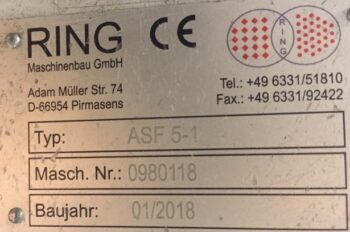 RING CE
RING
Maschinenbau GmbH
Adam Müller Str. 74
D-66954 Pirmasens
Tel.: +49 6331/51810
Fax.: +49 6331/92422
Typ: ASF 5-1
Masch. Nr.: 0980118
Baujahr: 01/2018